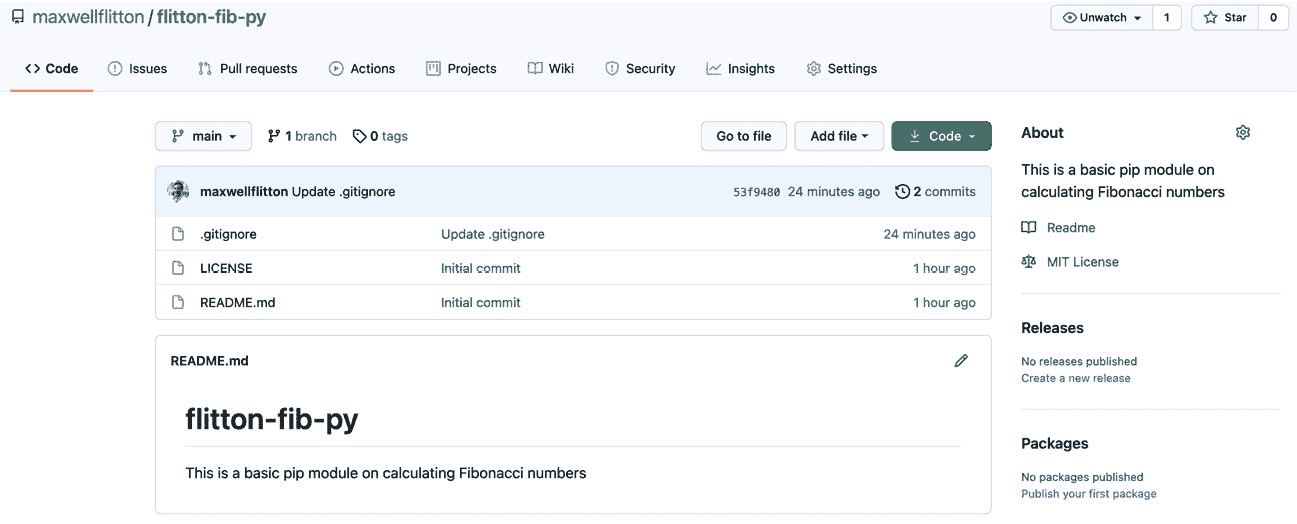 maxwellflitton / flitton-fib-py
Unwatch 1 Star 0
Code Issues Pull requests Actions Projects Wiki Security Insights Settings
main 1 branch 0 tags Go to file Add file Code
maxwellflitton Update .gitignore 53f9480 24 minutes ago 2 commits
.gitignore Update .gitignore 24 minutes ago
LICENSE Initial commit 1 hour ago
README.md Initial commit 1 hour ago
README.md
flitton-fib-py
This is a basic pip module on calculating Fibonacci numbers
About
This is a basic pip module on
calculating Fibonacci numbers
Readme
MIT License
Releases
No releases published
Create a new release
Packages
No packages published
Publish your first package